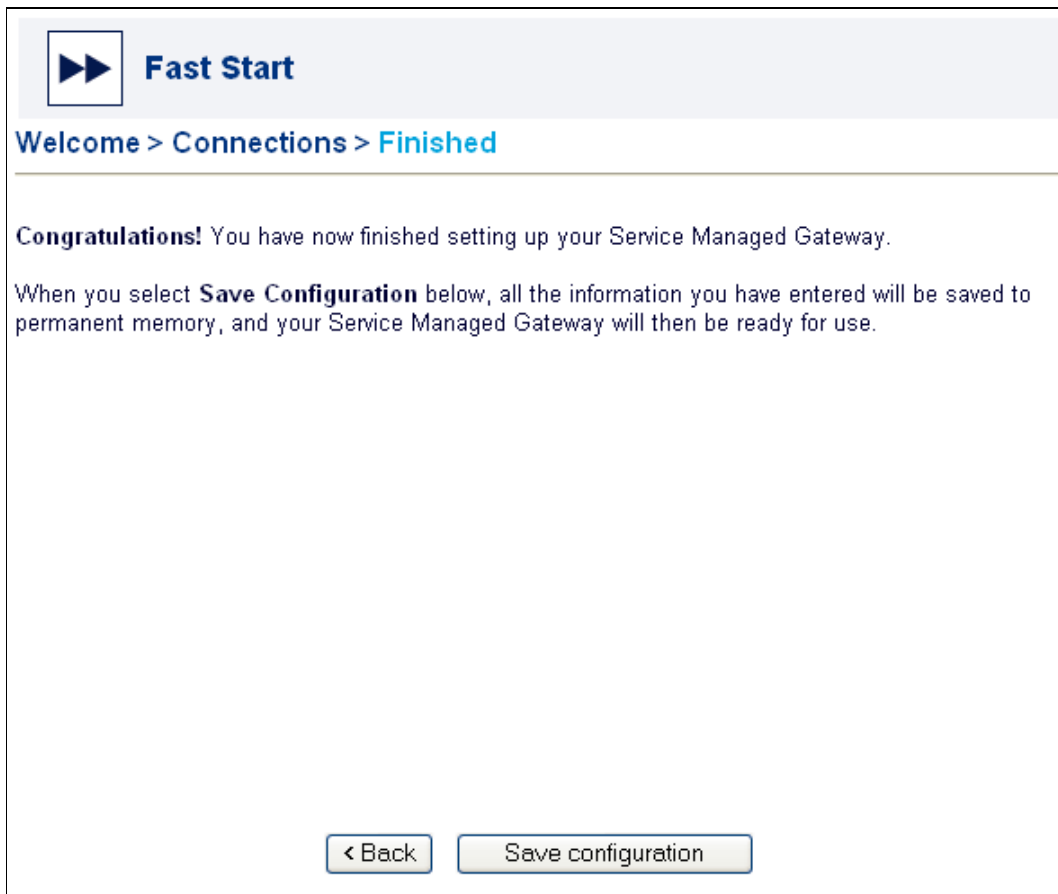 Fast Start
Welcome > Connections > Finished
Congratulations! You have now finished setting up your Service Managed Gateway.
When you select Save Configuration below, all the information you have entered will be saved to
permanent memory, and your Service Managed Gateway will then be ready for use.
< Back
Save configuration